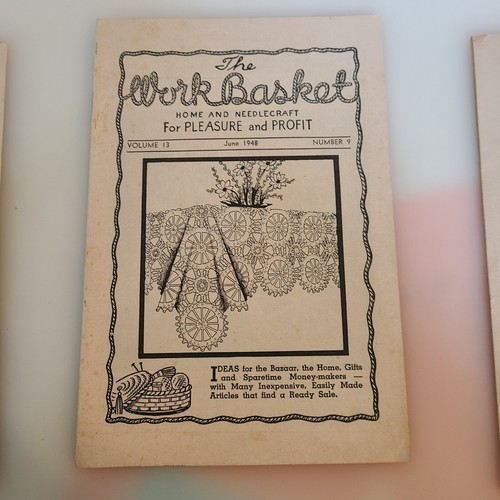 The
Work Basket
HOME AND NEEDLECRAFT
For PLEASURE and PROFIT
VOLUME 13 June 1948 NUMBER 9
IDEAS for the Bazaar, the Home, Gifts
and Sparetime Money-makers —
with Many Inexpensive, Easily Made
Articles that find a Ready Sale.